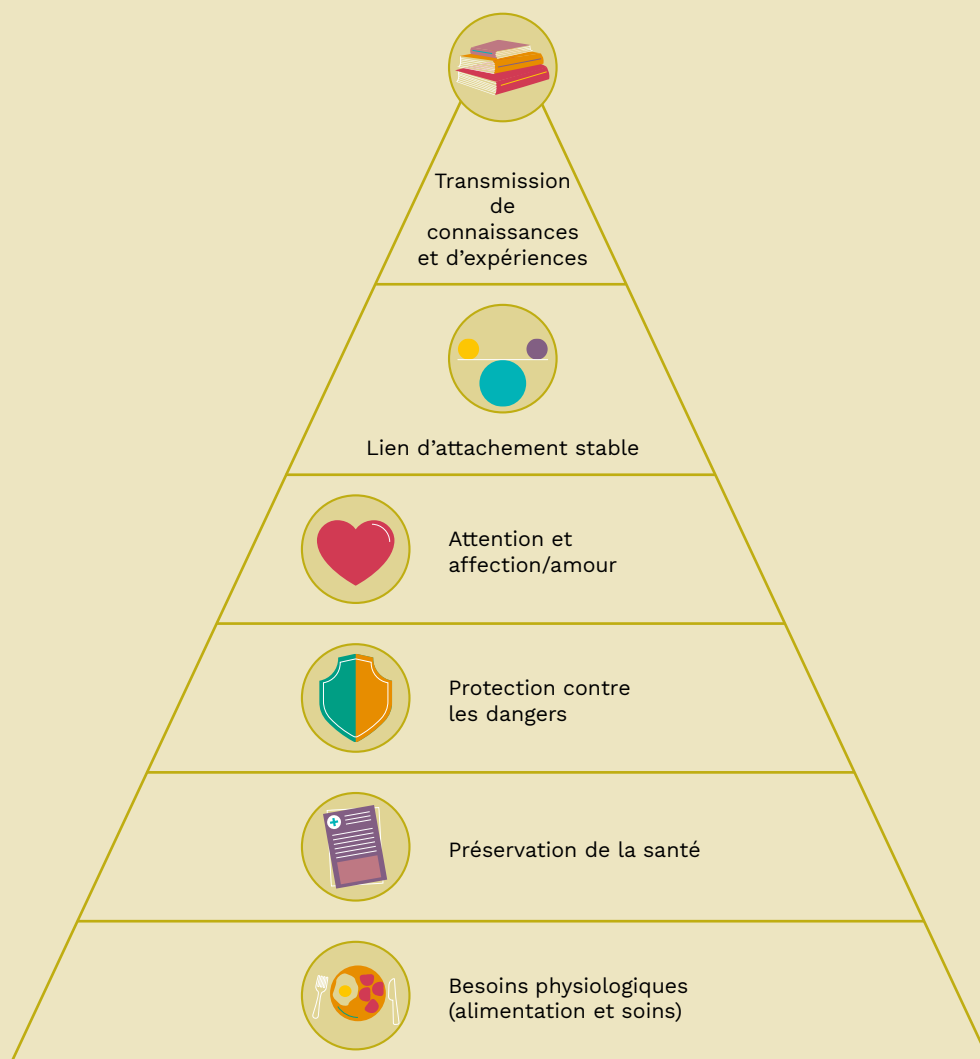 Transmission
de
connaissances
et d’expériences
Lien d’attachement stable
Attention et
affection/amour
Protection contre
les dangers
Préservation de la santé
Besoins physiologiques
(alimentation et soins)